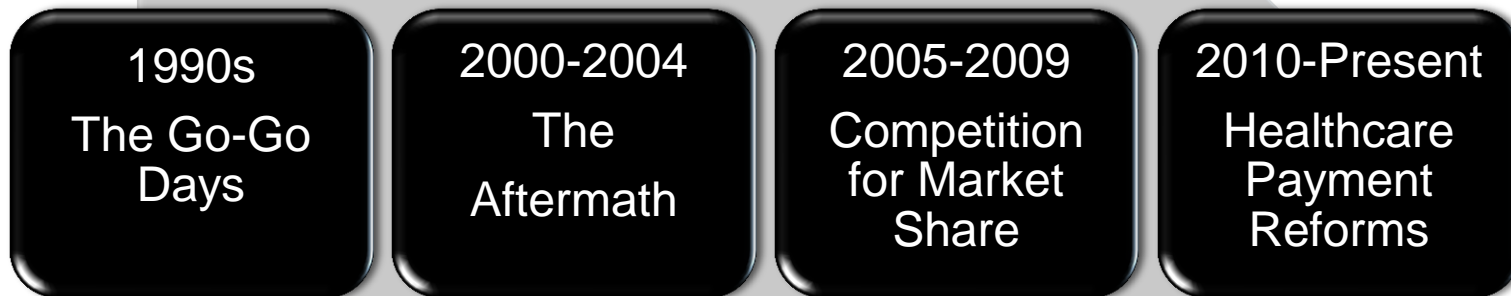 1990s
The Go-Go
Days
2000-2004
The
Aftermath
2005-2009
Competition
for Market
Share
2010-Present
Healthcare
Payment
Reforms